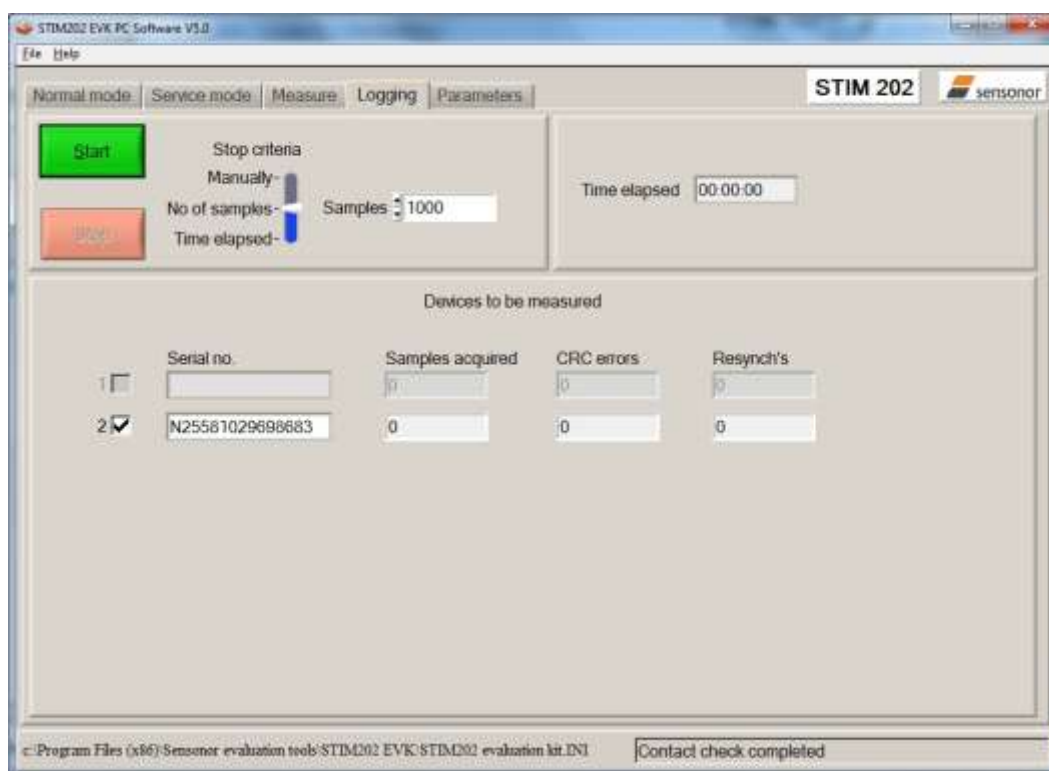 STIM202 EVK PC Software V5.0
File Help
Normal mode Service mode Measure Logging Parameters
STIM 202 sensonor
Start
Stop criteria
Manually-
No of samples-
Time elapsed-
Samples 1000
Stop
Time elapsed 00:00:00
Devices to be measured
Serial no. Samples acquired CRC errors Resynch's
1 0 0 0
2 N25581029698683 0 0 0
c:\Program Files (x86)\Sensonor evaluation tools\STIM202 EVK\STIM202 evaluation kit.INI
Contact check completed